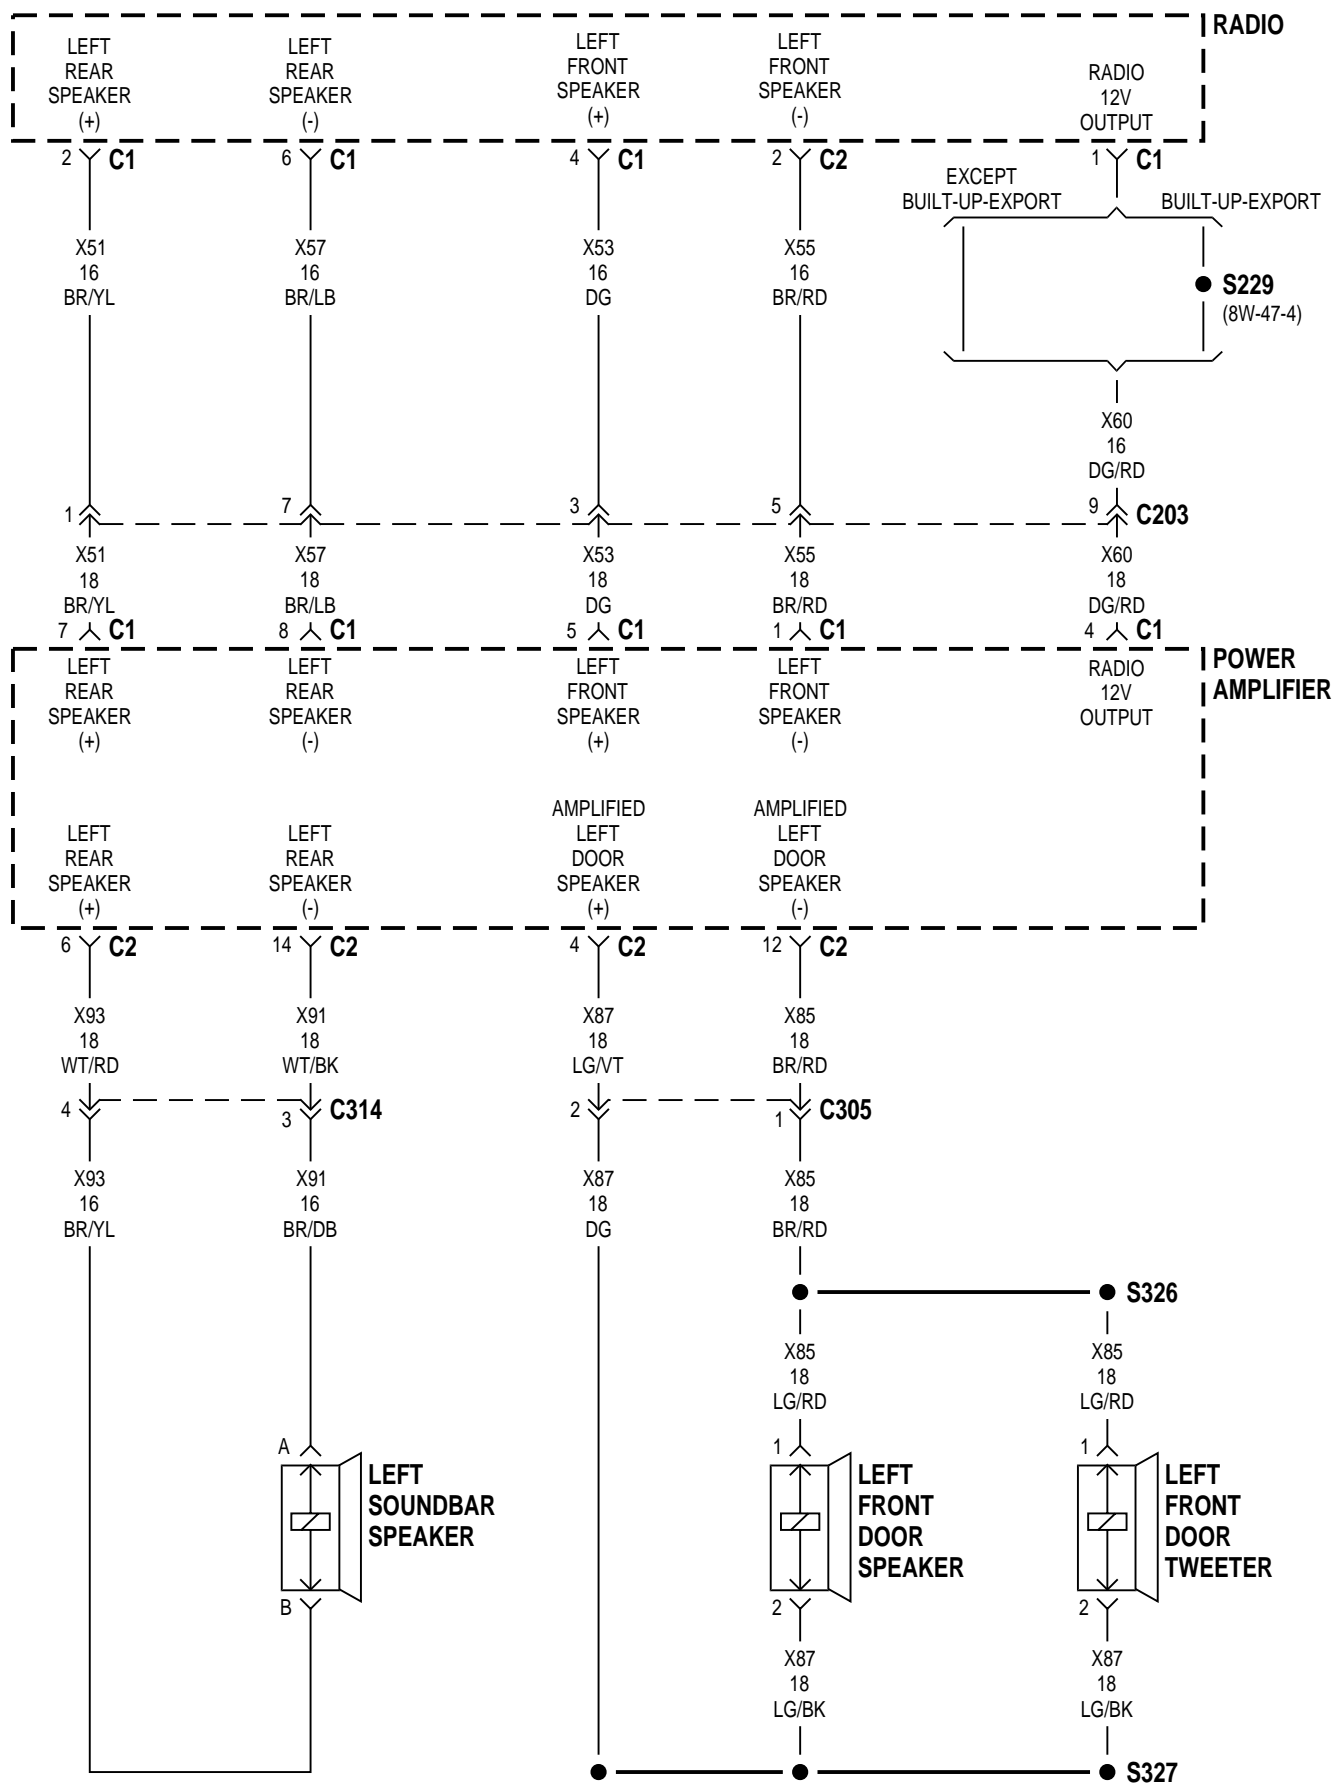 RADIO
LEFT
REAR
SPEAKER
(+)
LEFT
REAR
SPEAKER
(-)
LEFT
FRONT
SPEAKER
(+)
LEFT
FRONT
SPEAKER
(-)
RADIO
12V
OUTPUT
2 C1
6 C1
4 C1
2 C2
1 C1
EXCEPT
BUILT-UP-EXPORT
BUILT-UP-EXPORT
X51
16
BR/YL
X57
16
BR/LB
X53
16
DG
X55
16
BR/RD
S229
(8W-47-4)
X60
16
DG/RD
1
7
3
5
9 C203
X51
18
BR/YL
X57
18
BR/LB
X53
18
DG
X55
18
BR/RD
X60
18
DG/RD
7 C1
8 C1
5 C1
1 C1
4 C1
POWER
AMPLIFIER
LEFT
REAR
SPEAKER
(+)
LEFT
REAR
SPEAKER
(-)
LEFT
FRONT
SPEAKER
(+)
LEFT
FRONT
SPEAKER
(-)
RADIO
12V
OUTPUT
LEFT
REAR
SPEAKER
(+)
LEFT
REAR
SPEAKER
(-)
AMPLIFIED
LEFT
DOOR
SPEAKER
(+)
AMPLIFIED
LEFT
DOOR
SPEAKER
(-)
6 C2
14 C2
4 C2
12 C2
X93
18
WT/RD
X91
18
WT/BK
X87
18
LG/VT
X85
18
BR/RD
4
3 C314
2
1 C305
X93
16
BR/YL
X91
16
BR/DB
X87
18
DG
X85
18
BR/RD
S326
X85
18
LG/RD
X85
18
LG/RD
A
1
1
LEFT
SOUNDBAR
SPEAKER
LEFT
FRONT
DOOR
SPEAKER
LEFT
FRONT
DOOR
TWEETER
B
2
2
X87
18
LG/BK
X87
18
LG/BK
S327